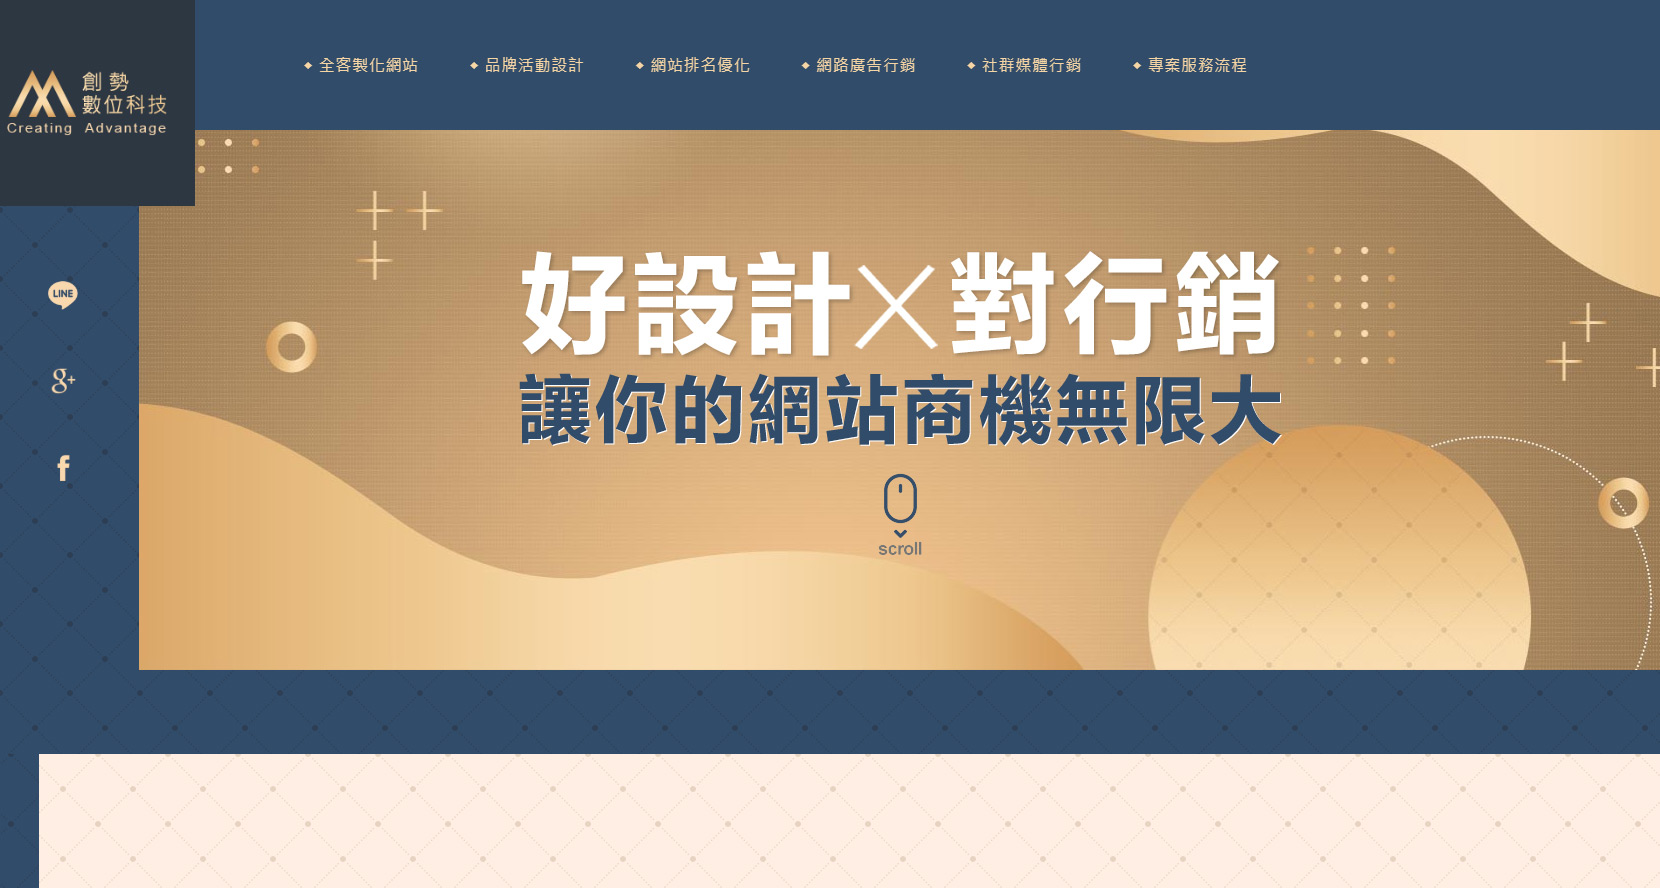 創勢
數位科技
Creating Advantage
全客製化網站
品牌活動設計
網站排名優化
網路廣告行銷
社群媒體行銷
專案服務流程
LINE
g+
f
好設計×對行銷
讓你的網站商機無限大
scroll